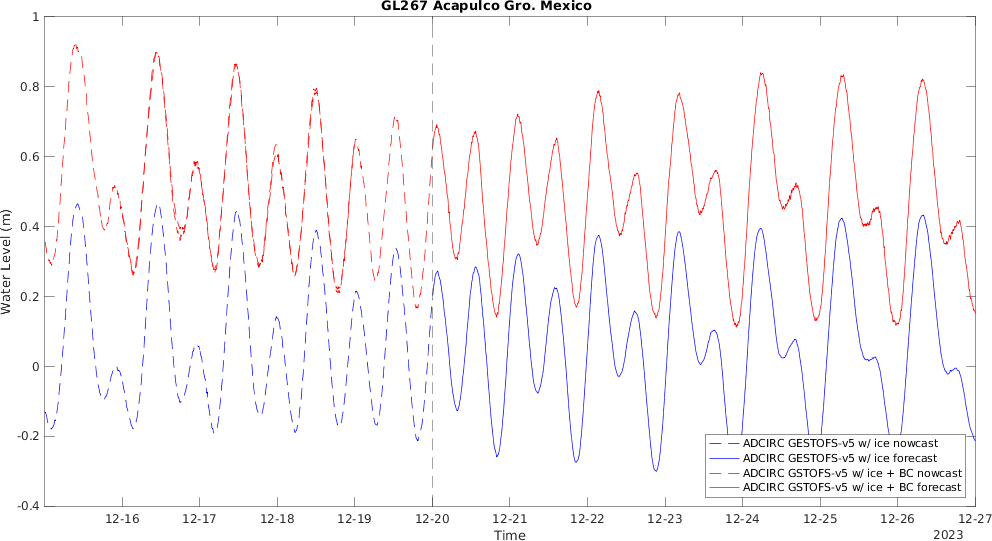 GL267 Acapulco Gro. Mexico
Water Level (m)
1
0.8
0.6
0.4
0.2
0
-0.2
-0.4
ADCIRC GESTOFS-v5 w/ ice nowcast
ADCIRC GESTOFS-v5 w/ ice forecast
ADCIRC GSTOFS-v5 w/ ice + BC nowcast
ADCIRC GSTOFS-v5 w/ ice + BC forecast
12-16 12-17 12-18 12-19 12-20 12-21 12-22 12-23 12-24 12-25 12-26 12-27
Time
2023